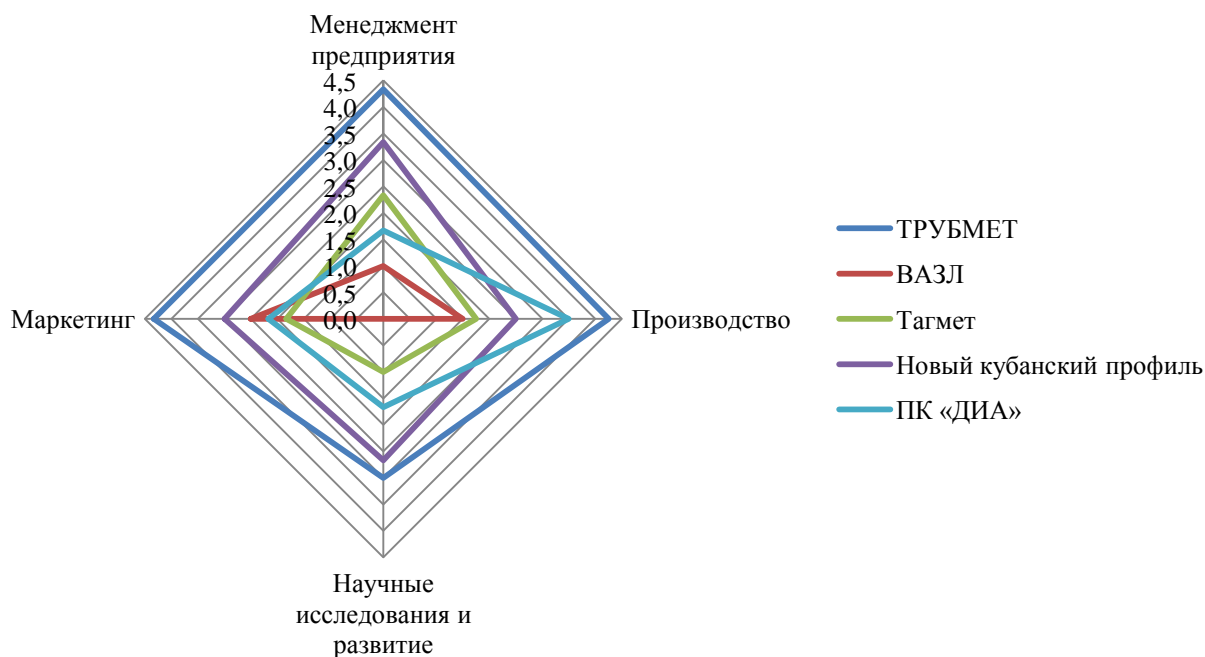 Менеджмент
предприятия
4,5
4,0
3,5
3,0
2,5
2,0
1,5
1,0
0,5
0,0
Маркетинг
Производство
Научные
исследования и
развитие
ТРУБМЕТ
ВАЗЛ
Тагмет
Новый кубанский профиль
ПК «ДИА»